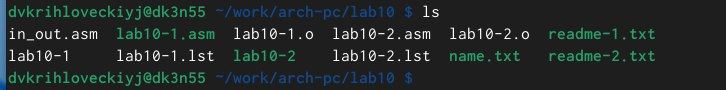 dvkrihloveckiyj@dk3n55 ~/work/arch-pc/lab10 $ ls
in_out.asm lab10-1.asm lab10-1.o lab10-2.asm lab10-2.o readme-1.txt
lab10-1 lab10-1.lst lab10-2 lab10-2.lst name.txt readme-2.txt
dvkrihloveckiyj@dk3n55 ~/work/arch-pc/lab10 $